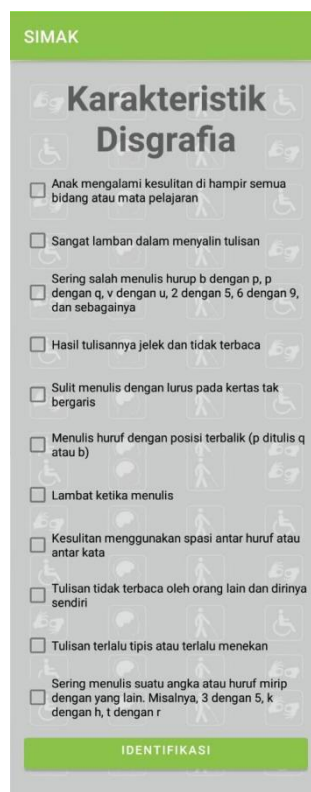 SIMAK
Karakteristik
Disgrafia
Anak mengalami kesulitan di hampir semua
bidang atau mata pelajaran
Sangat lamban dalam menyalin tulisan
Sering salah menulis hurup b dengan p, p
dengan q, v dengan u, 2 dengan 5, 6 dengan 9,
dan sebagainya
Hasil tulisannya jelek dan tidak terbaca
Sulit menulis dengan lurus pada kertas tak
bergaris
Menulis huruf dengan posisi terbalik (p ditulis q
atau b)
Lambat ketika menulis
Kesulitan menggunakan spasi antar huruf atau
antar kata
Tulisan tidak terbaca oleh orang lain dan dirinya
sendiri
Tulisan terlalu tipis atau terlalu menekan
Sering menulis suatu angka atau huruf mirip
dengan yang lain. Misalnya, 3 dengan 5, k
dengan h, t dengan r
IDENTIFIKASI